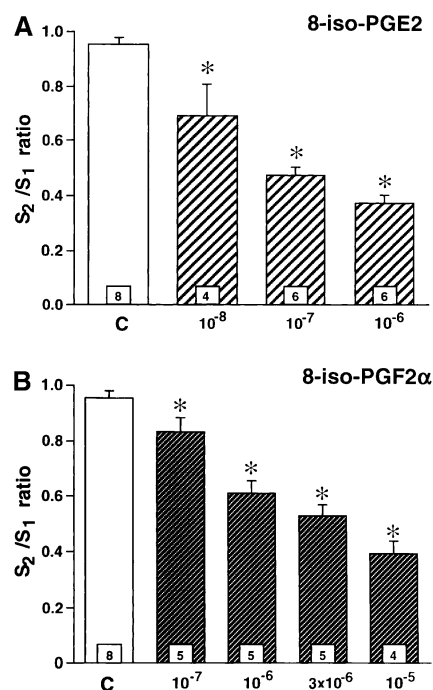 A
8-iso-PGE2
S₂/S₁ ratio
1.0
0.8
0.6
0.4
0.2
0.0
* * *
8 4 6 6
C 10⁻⁸ 10⁻⁷ 10⁻⁶
B
8-iso-PGF2α
S₂/S₁ ratio
1.0
0.8
0.6
0.4
0.2
0
* * * *
8 5 5 5 4
C 10⁻⁷ 10⁻⁶ 3x10⁻⁶ 10⁻⁵